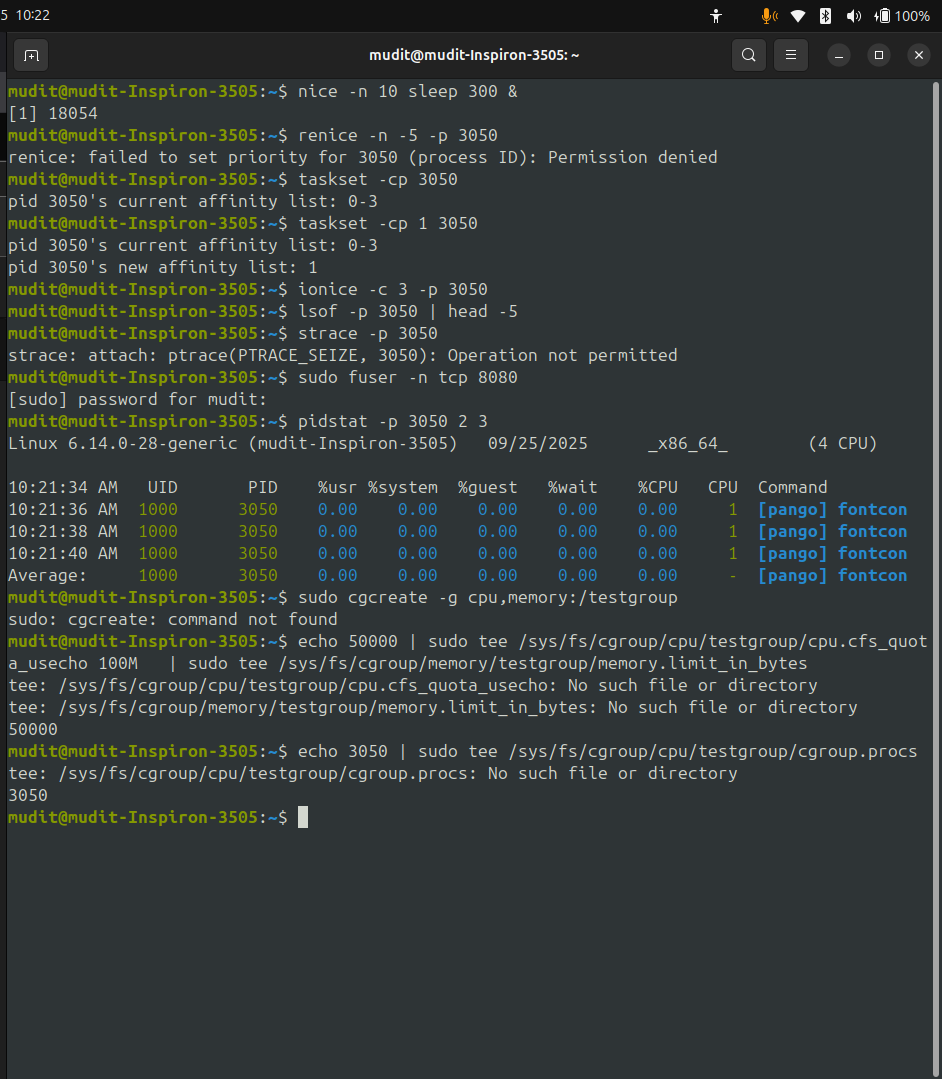 5 10:22
100%
mudit@mudit-Inspiron-3505: ~
mudit@mudit-Inspiron-3505:~$ nice -n 10 sleep 300 &
[1] 18054
mudit@mudit-Inspiron-3505:~$ renice -n -5 -p 3050
renice: failed to set priority for 3050 (process ID): Permission denied
mudit@mudit-Inspiron-3505:~$ taskset -cp 3050
pid 3050's current affinity list: 0-3
mudit@mudit-Inspiron-3505:~$ taskset -cp 1 3050
pid 3050's current affinity list: 0-3
pid 3050's new affinity list: 1
mudit@mudit-Inspiron-3505:~$ ionice -c 3 -p 3050
mudit@mudit-Inspiron-3505:~$ lsof -p 3050 | head -5
mudit@mudit-Inspiron-3505:~$ strace -p 3050
strace: attach: ptrace(PTRACE_SEIZE, 3050): Operation not permitted
mudit@mudit-Inspiron-3505:~$ sudo fuser -n tcp 8080
[sudo] password for mudit:
mudit@mudit-Inspiron-3505:~$ pidstat -p 3050 2 3
Linux 6.14.0-28-generic (mudit-Inspiron-3505)   09/25/2025      _x86_64_        (4 CPU)
10:21:34 AM   UID       PID    %usr %system  %guest   %wait    %CPU   CPU  Command
10:21:36 AM  1000      3050    0.00    0.00    0.00    0.00    0.00     1  [pango] fontcon
10:21:38 AM  1000      3050    0.00    0.00    0.00    0.00    0.00     1  [pango] fontcon
10:21:40 AM  1000      3050    0.00    0.00    0.00    0.00    0.00     1  [pango] fontcon
Average:     1000      3050    0.00    0.00    0.00    0.00    0.00     -  [pango] fontcon
mudit@mudit-Inspiron-3505:~$ sudo cgcreate -g cpu,memory:/testgroup
sudo: cgcreate: command not found
mudit@mudit-Inspiron-3505:~$ echo 50000 | sudo tee /sys/fs/cgroup/cpu/testgroup/cpu.cfs_quot
a_usecho 100M   | sudo tee /sys/fs/cgroup/memory/testgroup/memory.limit_in_bytes
tee: /sys/fs/cgroup/cpu/testgroup/cpu.cfs_quota_usecho: No such file or directory
tee: /sys/fs/cgroup/memory/testgroup/memory.limit_in_bytes: No such file or directory
50000
mudit@mudit-Inspiron-3505:~$ echo 3050 | sudo tee /sys/fs/cgroup/cpu/testgroup/cgroup.procs
tee: /sys/fs/cgroup/cpu/testgroup/cgroup.procs: No such file or directory
3050
mudit@mudit-Inspiron-3505:~$